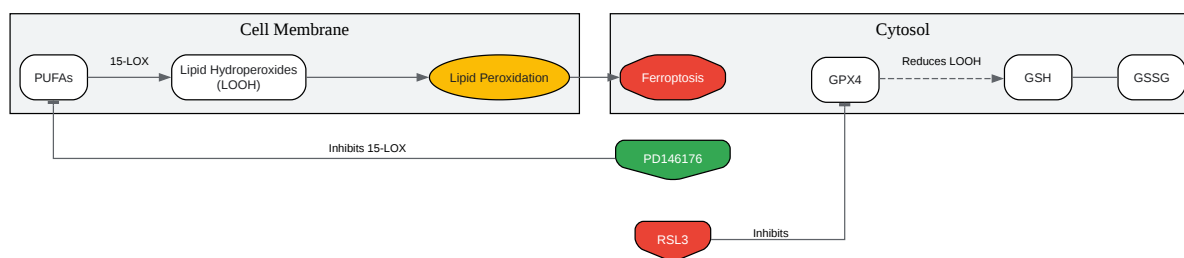 Cell Membrane
Cytosol
PUFAs
15-LOX
Lipid Hydroperoxides
(LOOH)
Lipid Peroxidation
Ferroptosis
GPX4
Reduces LOOH
GSH
GSSG
Inhibits 15-LOX
PD146176
RSL3
Inhibits